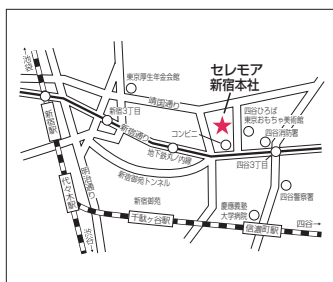 渋谷
東京厚生年金会館
セレモア
新宿本社
靖国通り
新宿3丁目
四谷ひろば
東京おもちゃ美術館
新宿駅
新宿通り
コンビニ
四谷消防署
地下鉄丸ノ内線
四谷3丁目
明治通り
新宿御苑トンネル
代々木駅
新宿御苑
慶應義塾
大学病院
四谷警察署
千駄ヶ谷駅
信濃町駅
四谷→
渋谷